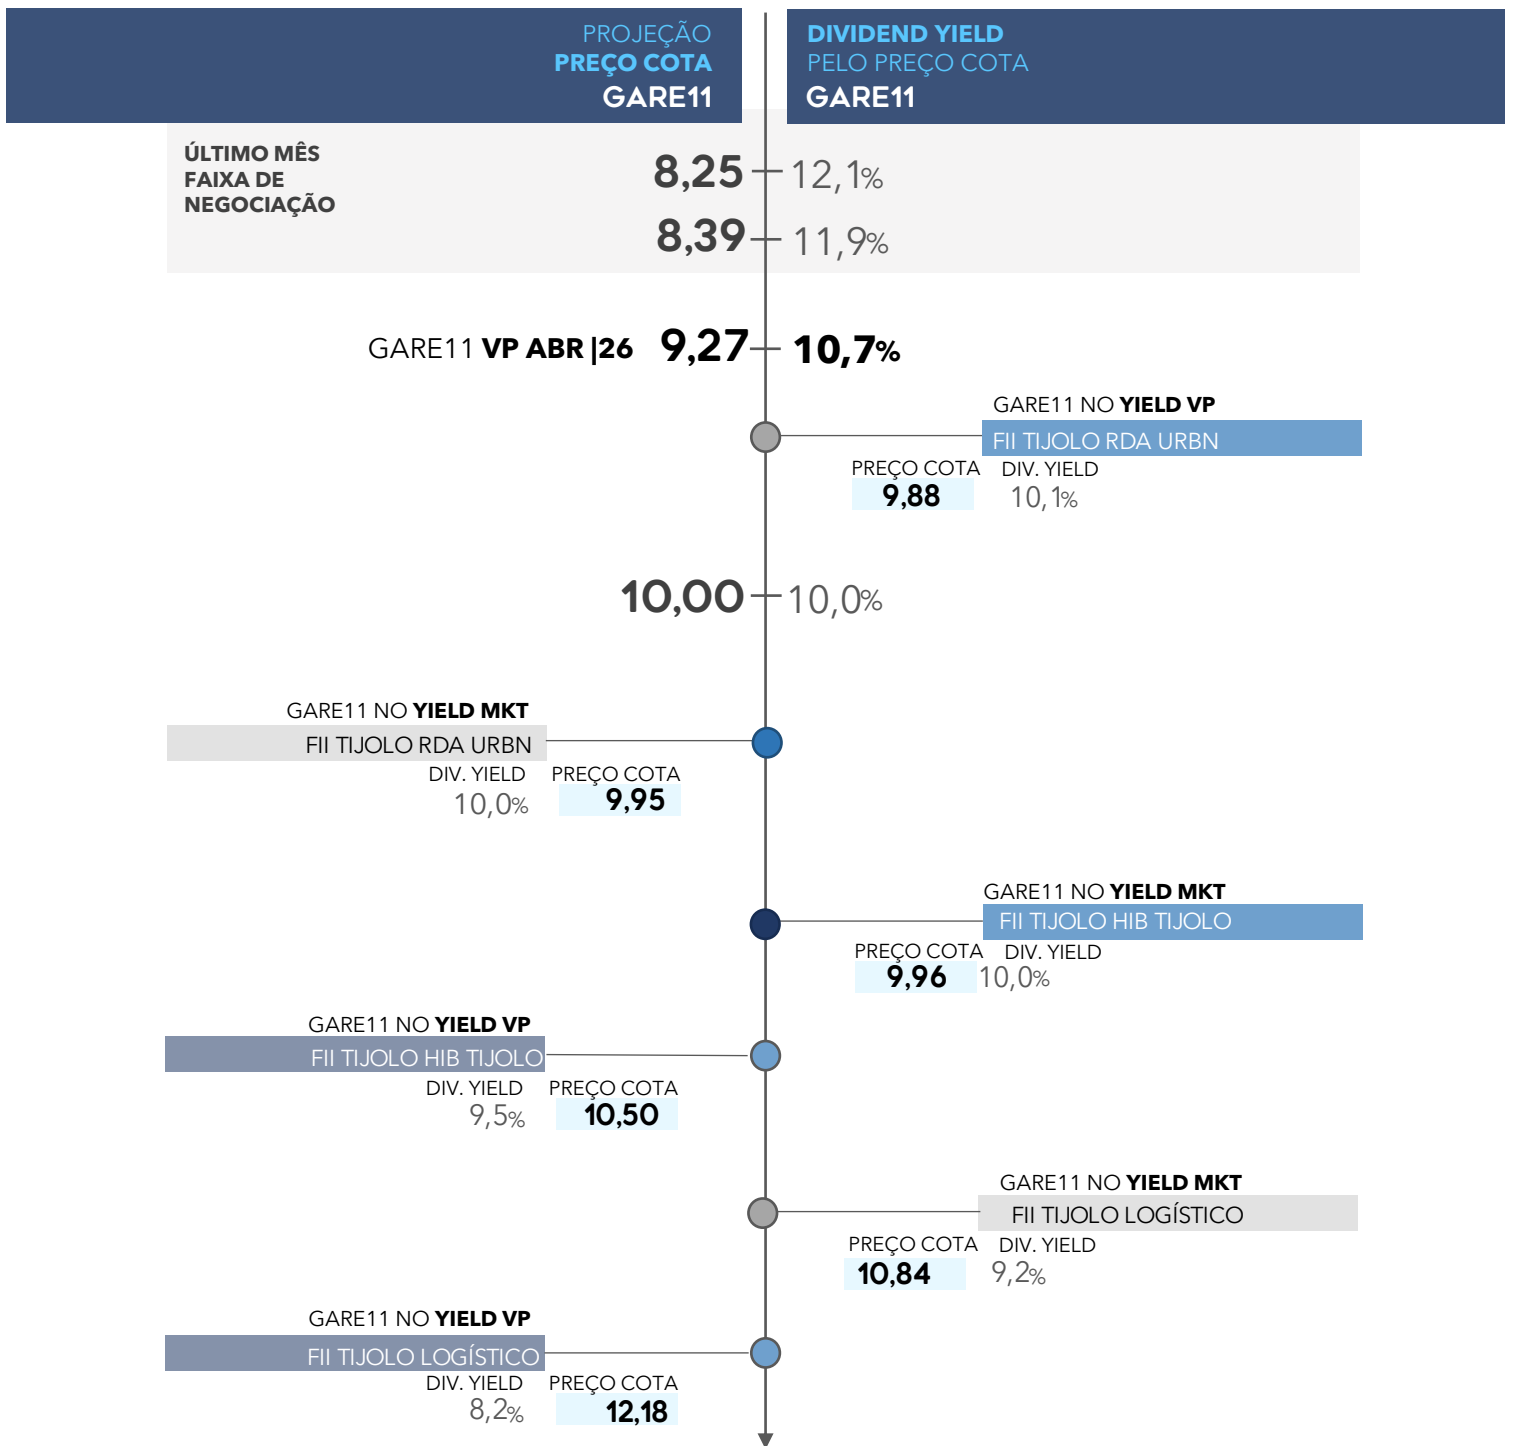 PROJEÇÃO
PREÇO COTA
GARE11
DIVIDEND YIELD
PELO PREÇO COTA
GARE11
ÚLTIMO MÊS
FAIXA DE
NEGOCIAÇÃO
8,25 12,1%
8,39 11,9%
GARE11 VP ABR |26 9,27 10,7%
GARE11 NO YIELD VP
FII TIJOLO RDA URBN
PREÇO COTA DIV. YIELD
9,88 10,1%
10,00 10,0%
GARE11 NO YIELD MKT
FII TIJOLO RDA URBN
DIV. YIELD PREÇO COTA
10,0% 9,95
GARE11 NO YIELD MKT
FII TIJOLO HIB TIJOLO
PREÇO COTA DIV. YIELD
9,96 10,0%
GARE11 NO YIELD VP
FII TIJOLO HIB TIJOLO
DIV. YIELD PREÇO COTA
9,5% 10,50
GARE11 NO YIELD MKT
FII TIJOLO LOGÍSTICO
PREÇO COTA DIV. YIELD
10,84 9,2%
GARE11 NO YIELD VP
FII TIJOLO LOGÍSTICO
DIV. YIELD PREÇO COTA
8,2% 12,18